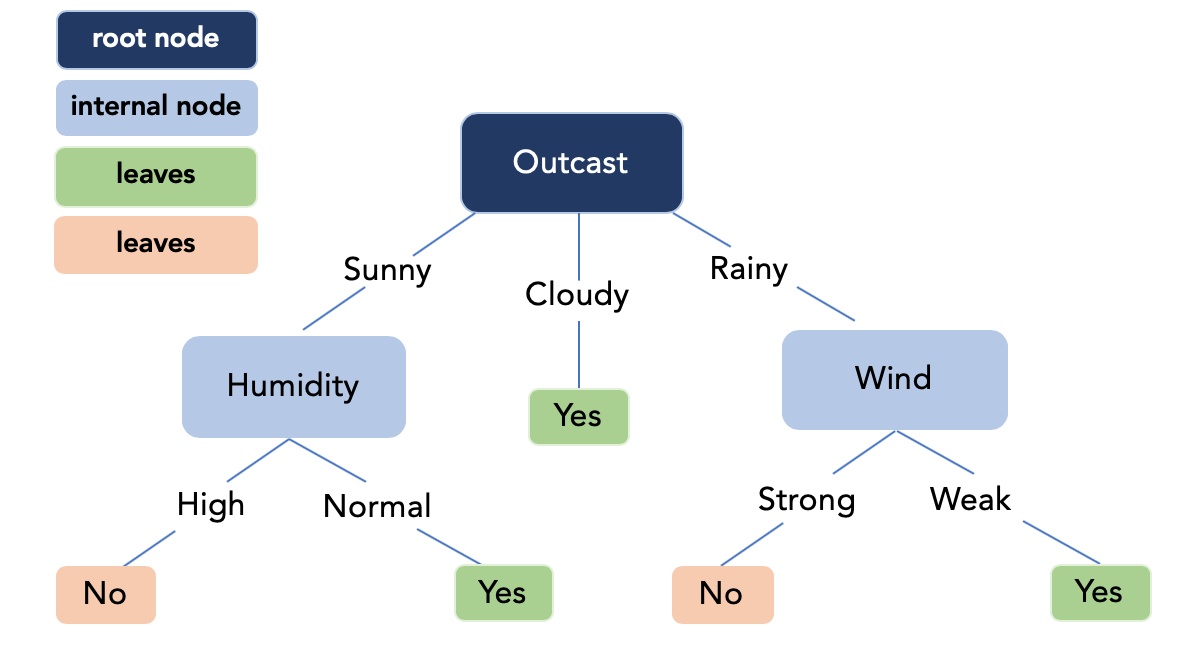 root node
internal node
leaves
leaves
Outcast
Sunny
Cloudy
Rainy
Humidity
Yes
Wind
High
Normal
Strong
Weak
No
Yes
No
Yes